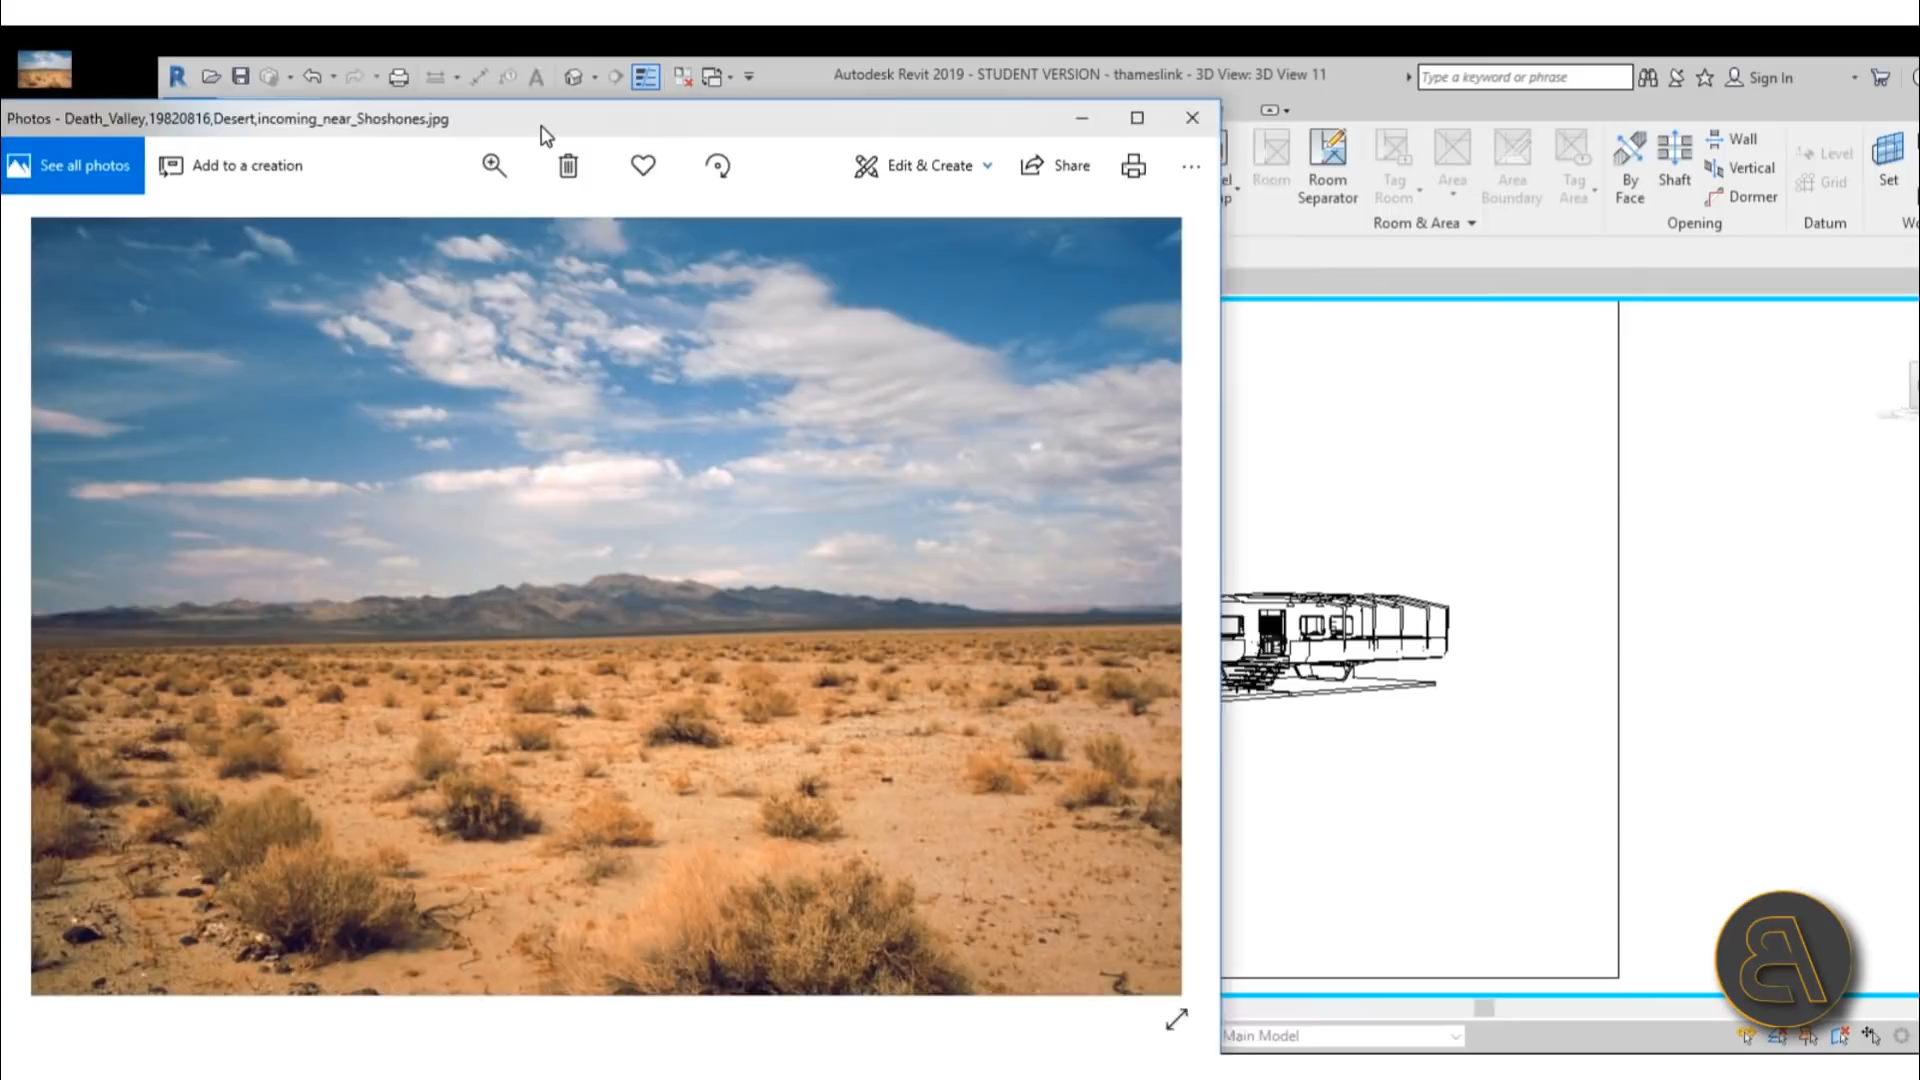 Autodesk Revit 2019 - STUDENT VERSION - thameslink - 3D View: 3D View 11
Type a keyword or phrase
Sign In
Photos - Death_Valley,19820816,Desert,incoming_near_Shoshones.jpg
See all photos
Add to a creation
Edit & Create
Share
Room
Room Separator
Tag Room
Area
Area Boundary
Tag Area
By Face
Shaft
Wall
Vertical
Dormer
Level
Grid
Set
Room & Area
Opening
Datum
Main Model